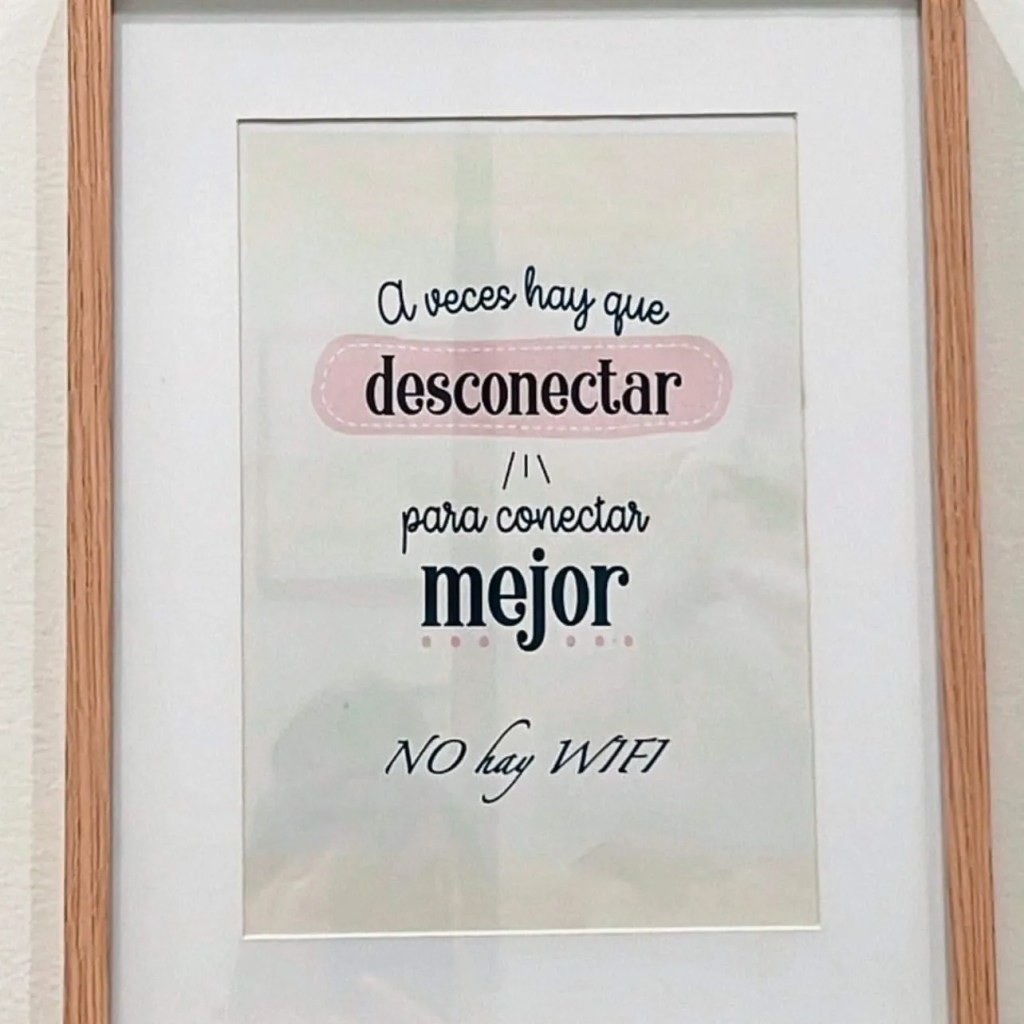 A veces hay que
desconectar
para conectar
mejor
NO hay WIFI